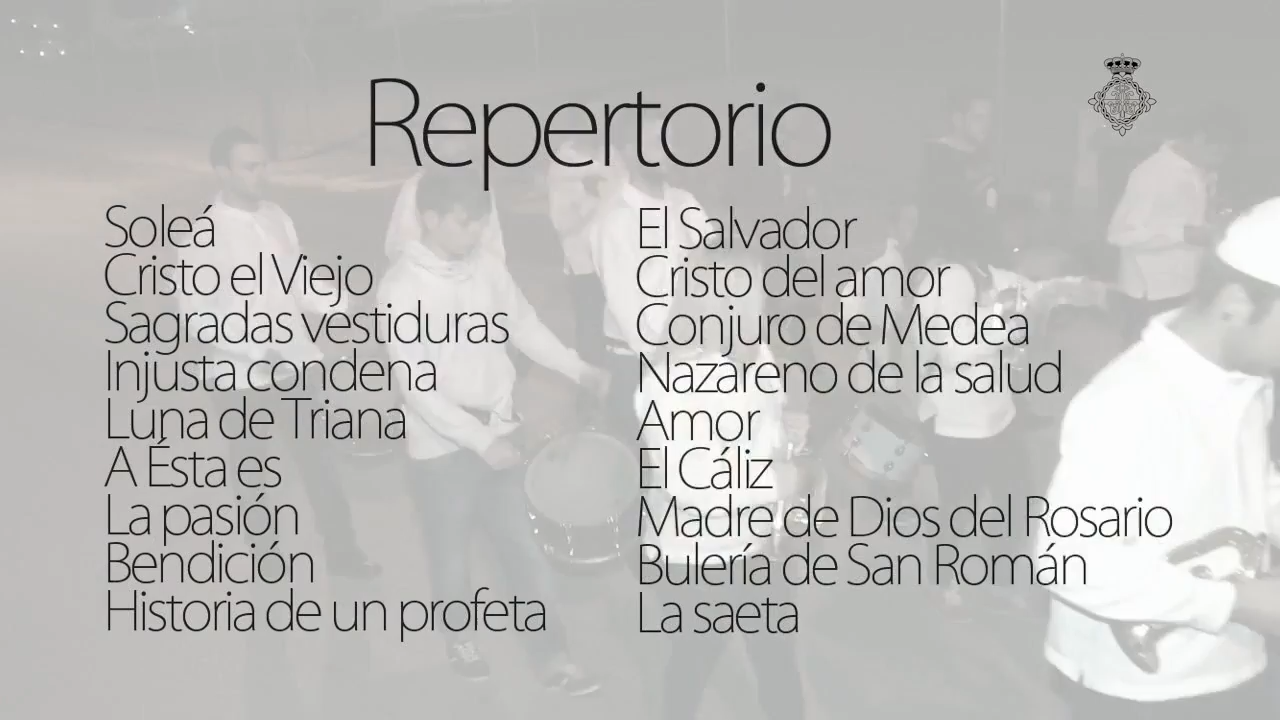 Repertorio
Soleá
Cristo el Viejo
Sagradas vestiduras
Injusta condena
Luna de Triana
A Ésta es
La pasión
Bendición
Historia de un profeta
El Salvador
Cristo del amor
Conjuro de Medea
Nazareno de la salud
Amor
El Cáliz
Madre de Dios del Rosario
Bulería de San Román
La saeta